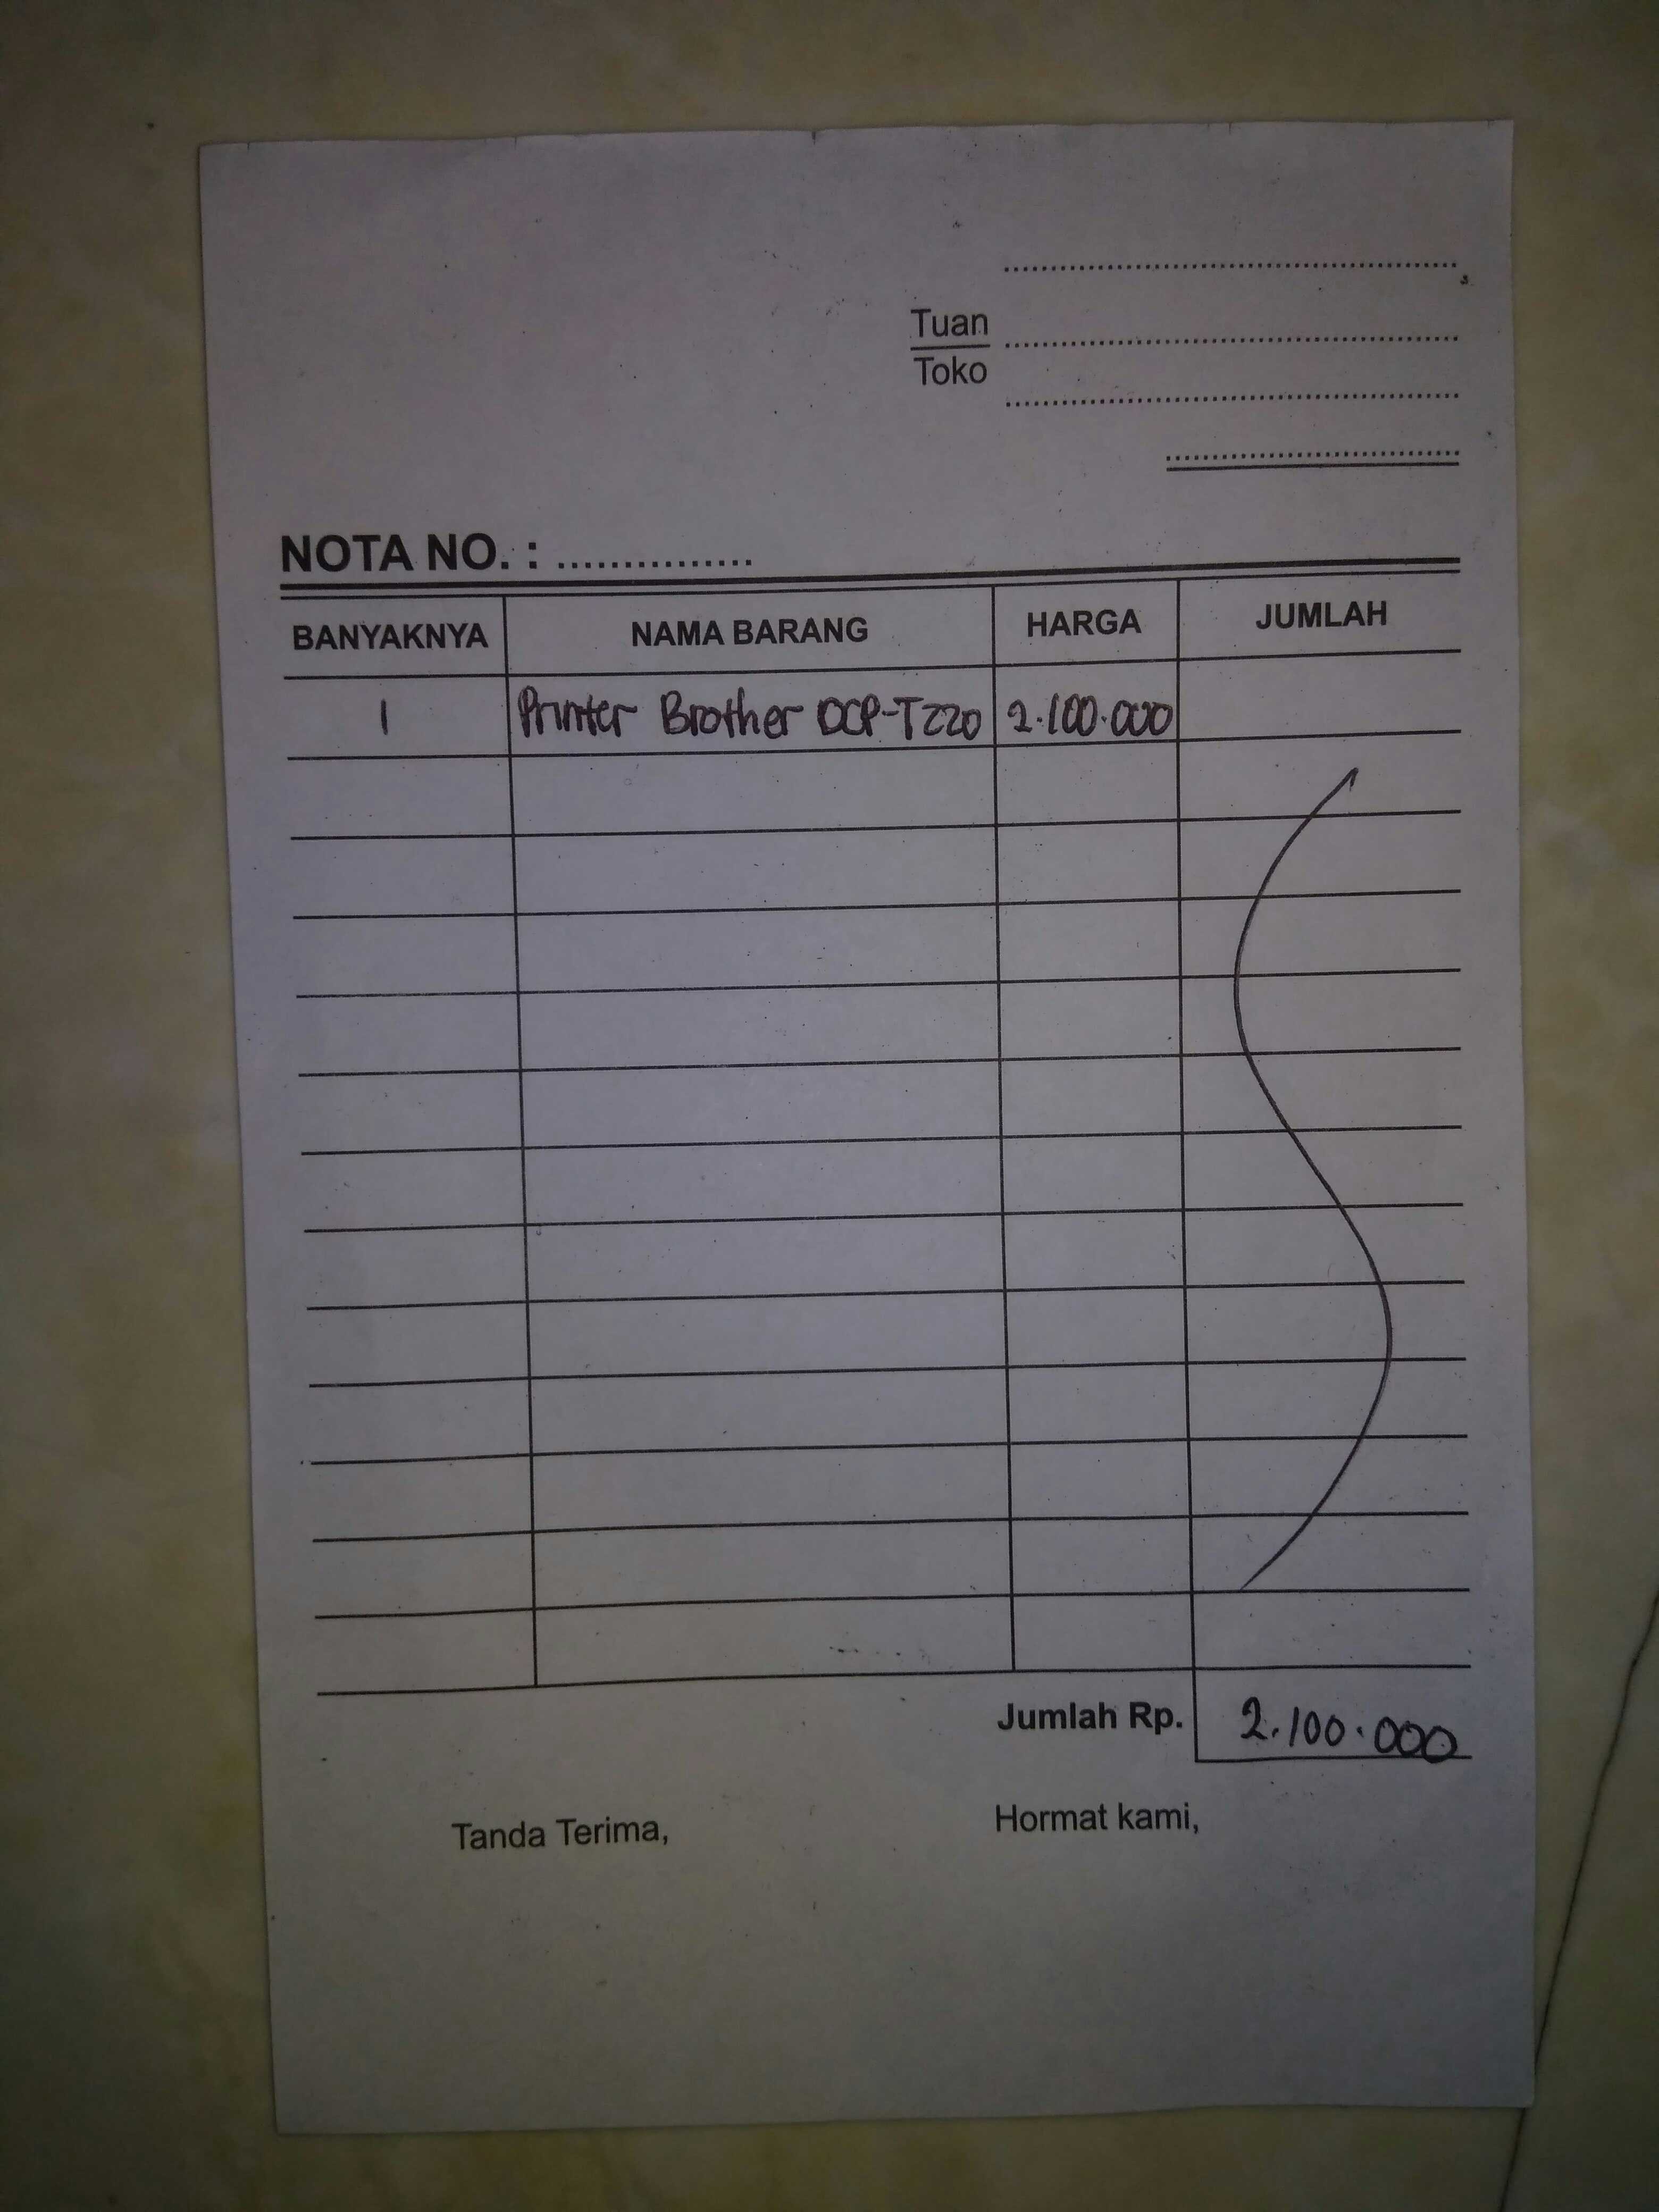 Tuan
Toko
NOTA NO. : ...............
BANYAKNYA NAMA BARANG HARGA JUMLAH
1 Printer Brother DCP-T220 2.100.000
Jumlah Rp. 2.100.000
Tanda Terima, Hormat kami,